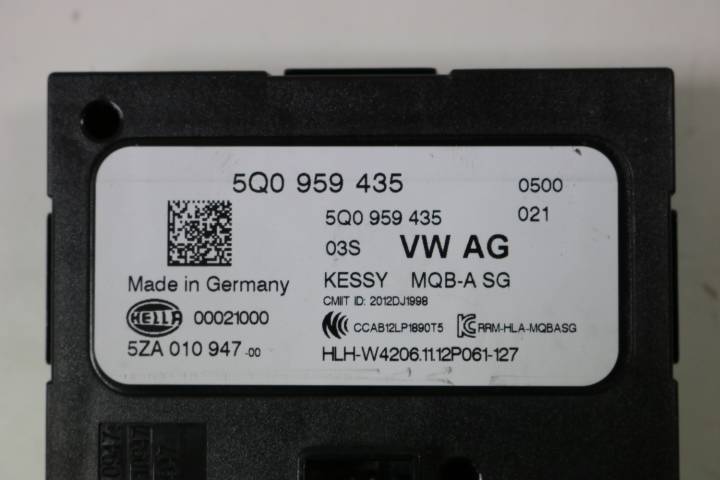 5Q0 959 435
0500
5Q0 959 435
021
03S VW AG
Made in Germany
KESSY MQB-A SG
CMIIT ID: 2012DJ1998
HELLA 00021000
CCAB12LP1890T5
RRM-HLA-MQBASG
5ZA 010 947-00
HLH-W4206.11.12P061-127